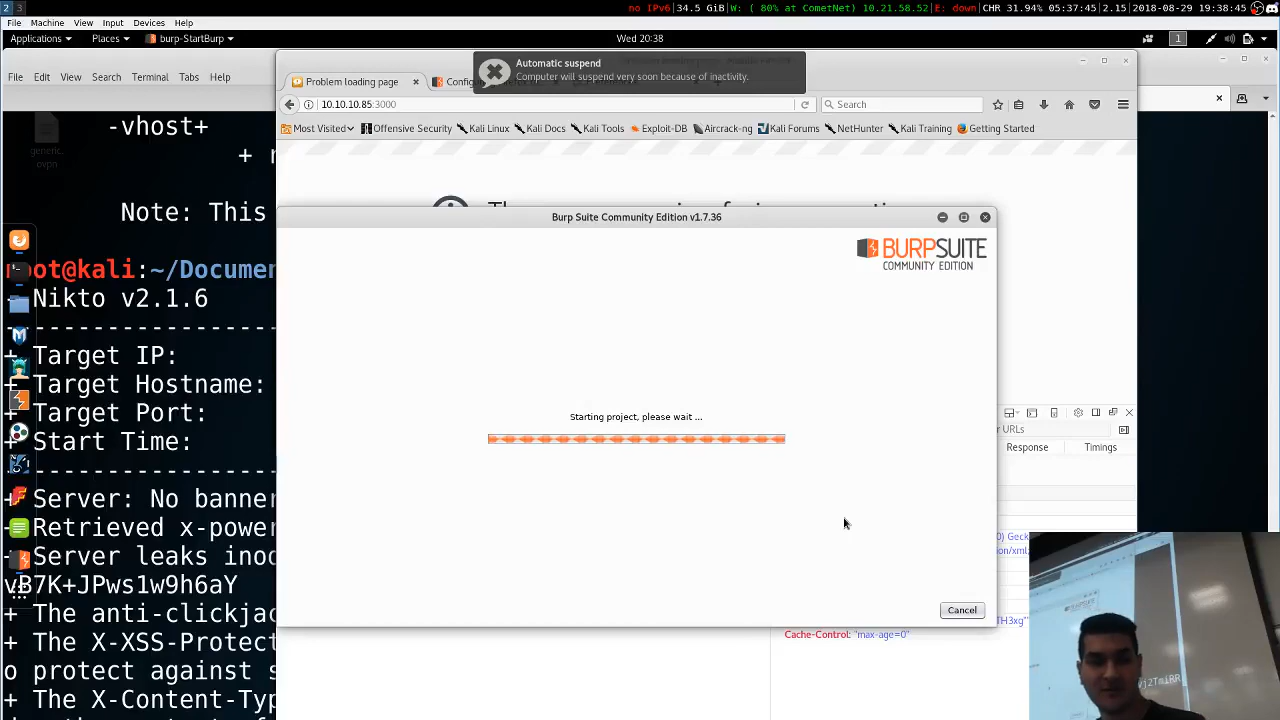 2 3 no IPv6|34.5 GiB|W: ( 80% at CometNet) 10.21.58.52|E: down|CHR 31.94% 05:37:45|2.15|2018-08-29 19:38:45
File Machine View Input Devices Help
Applications Places burp-StartBurp Wed 20:38 1
Automatic suspend
Computer will suspend very soon because of inactivity.
File Edit View Search Terminal Tabs Help
Problem loading page
10.10.10.85:3000 Search
Most Visited Offensive Security Kali Linux Kali Docs Kali Tools Exploit-DB Aircrack-ng Kali Forums NetHunter Kali Training Getting Started
-vhost+
generic.
ovpn
Note: This
Burp Suite Community Edition v1.7.36
BURPSUITE
COMMUNITY EDITION
root@kali:~/Documen
- Nikto v2.1.6
+ Target IP:
+ Target Hostname:
+ Target Port:
+ Start Time:
Starting project, please wait ...
URLs
Response Timings
+ Server: No banner
+ Retrieved x-powe
+ Server leaks inod
vB7K+JPws1w9h6aY
+ The anti-clickjac
+ The X-XSS-Protect
o protect against s
+ The X-Content-Typ
Cancel
Cache-Control: "max-age=0"